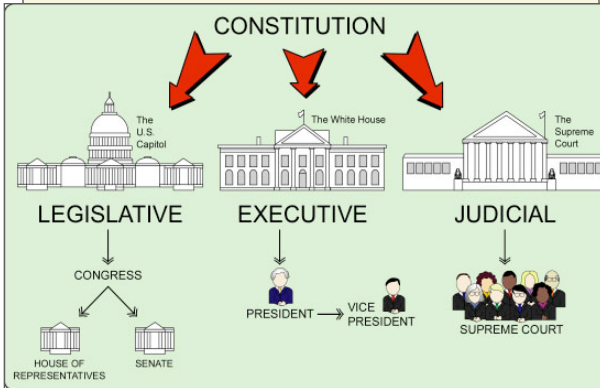 CONSTITUTION
The
U.S.
Capitol
The White House
The
Supreme
Court
LEGISLATIVE
EXECUTIVE
JUDICIAL
CONGRESS
HOUSE OF
REPRESENTATIVES
SENATE
PRESIDENT
VICE
PRESIDENT
SUPREME COURT